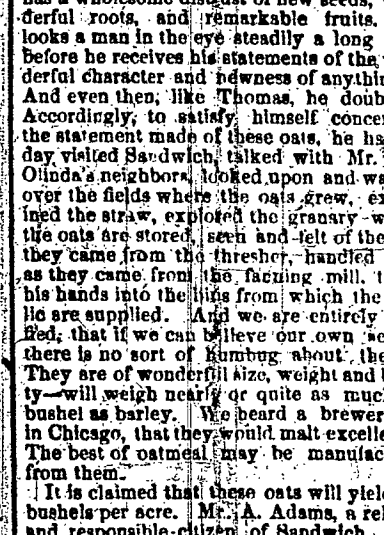 has a wholesome distrust of new seeds,
derful roots, and remarkable fruits.
looks a man in the eye steadily a long
before he receives his statements of the
derful character and newness of anythin
And even then, like Thomas, he doub
Accordingly, to satisfy himself concer
the statement made of these oats, he ha
day visited Sandwich, talked with Mr.
Olinda's neighbors, looked upon and wa
over the fields where the oats grew, ex
ined the straw, explored the granary w
the oats are stored, seen and felt of the
they came from the thresher, handled
as they came from the fanning mill. t
his hands into the bins from which the
lic are supplied. And we are entirely
fied, that if we can believe our own se
there is no sort of humbug about the
They are of wonderful size, weight and
ty—will weigh nearly or quite as muc
bushel as barley. We heard a brewer
in Chicago, that they would malt excelle
The best of oatmeal may be manufac
from them.
It is claimed that these oats will yiel
bushels per acre. Mr. A. Adams, a rel
and responsible citizen of Sandwich